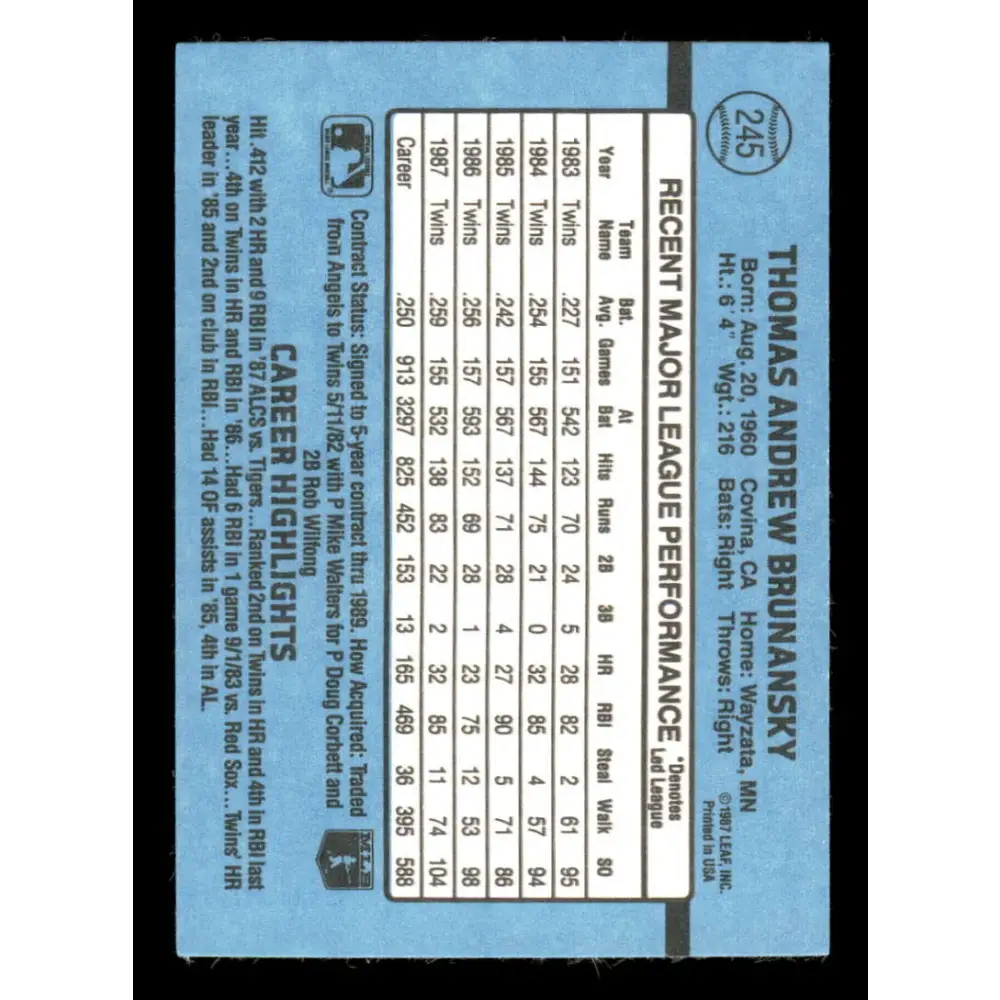 245
THOMAS ANDREW BRUNANSKY
Born: Aug. 20, 1960 Covina, CA Home: Wayzata, MN
Ht.: 6'4" Wgt.: 216 Bats: Right Throws: Right
©1987 LEAF, INC.
Printed in USA
RECENT MAJOR LEAGUE PERFORMANCE *Denotes Led League
Year Team Name Bat. Avg. Games At Bat Hits Runs 2B 3B HR RBI Steal Walk SO
1983 Twins .227 151 542 123 70 24 5 28 82 2 61 95
1984 Twins .254 155 567 144 75 21 0 32 85 4 57 94
1985 Twins .242 157 567 137 71 28 4 27 90 5 71 86
1986 Twins .256 157 593 152 69 28 1 23 75 12 53 98
1987 Twins .259 155 532 138 83 22 2 32 85 11 74 104
Career .250 913 3297 825 452 153 13 165 469 36 395 588
Contract Status: Signed to 5-year contract thru 1989. How Acquired: Traded
from Angels to Twins 5/11/82 with P Mike Walters for P Doug Corbett and
2B Rob Wilfong
MLB
CAREER HIGHLIGHTS
Hit .412 with 2 HR and 9 RBI in '87 ALCS vs. Tigers...Ranked 2nd on Twins in HR and 4th in RBI last
year...4th on Twins in HR and RBI in '86...Had 6 RBI in 1 game 9/1/83 vs. Red Sox...Twins' HR
leader in '85 and 2nd on club in RBI...Had 14 OF assists in '85, 4th in AL.